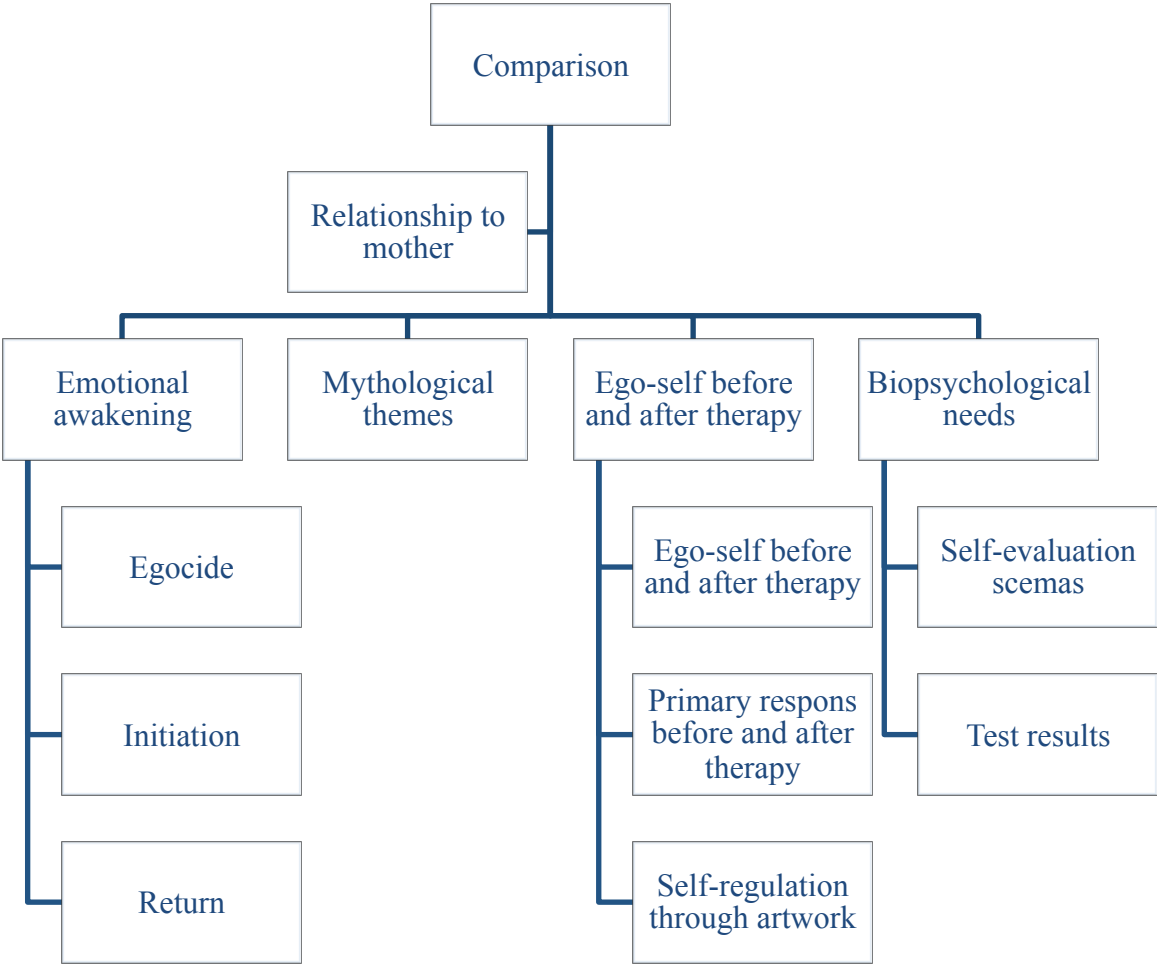 Comparison
Relationship to
mother
Emotional
awakening
Mythological
themes
Ego-self before
and after therapy
Biopsychological
needs
Egocide
Initiation
Return
Ego-self before
and after therapy
Primary respons
before and after
therapy
Self-regulation
through artwork
Self-evaluation
scemas
Test results